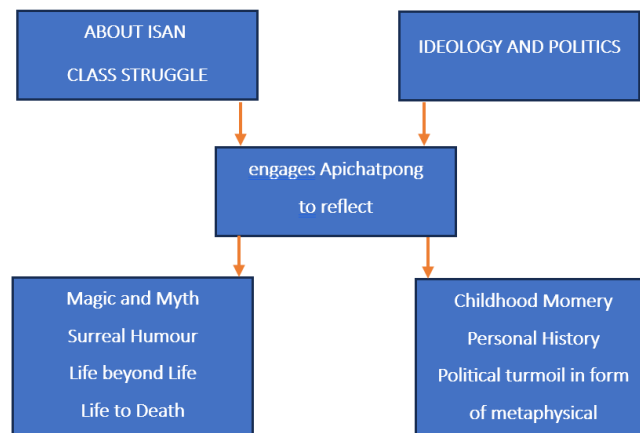 ABOUT ISAN
CLASS STRUGGLE
IDEOLOGY AND POLITICS
engages Apichatpong
to reflect
Magic and Myth
Surreal Humour
Life beyond Life
Life to Death
Childhood Momery
Personal History
Political turmoil in form
of metaphysical